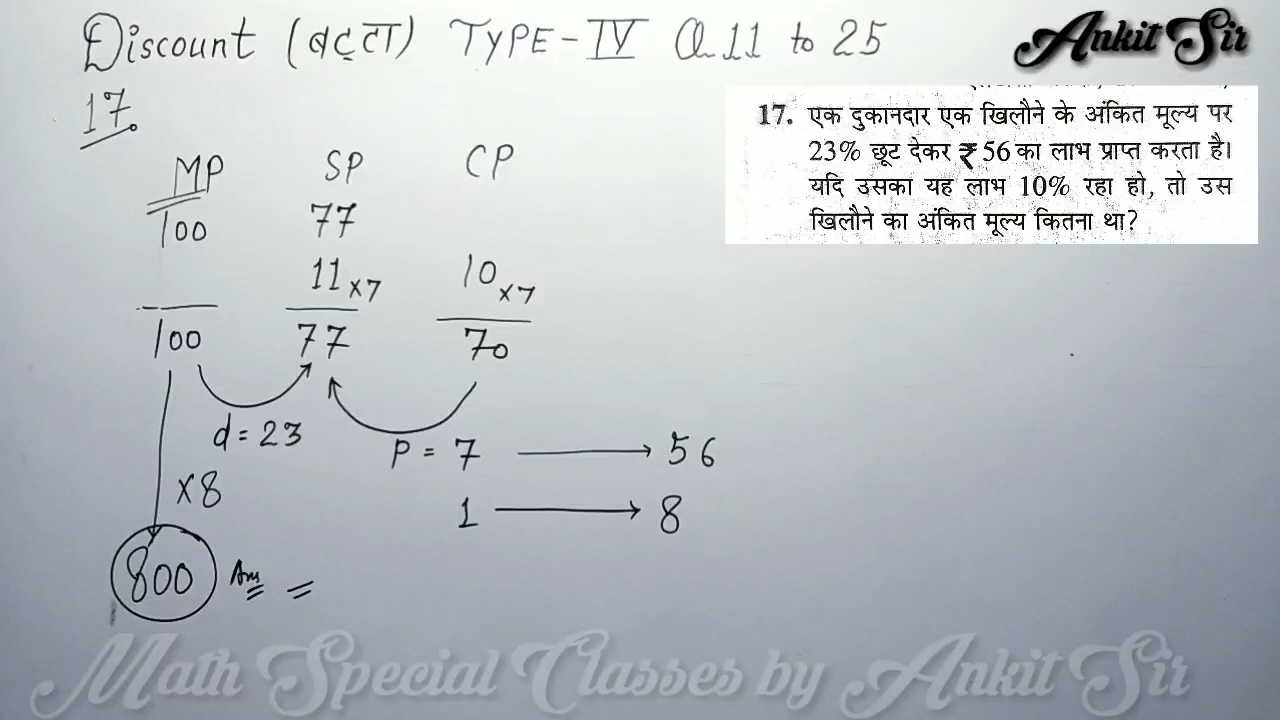 Discount (बट्टा) TYPE-IV Q.11 to 25
Ankit Sir
17.
17. एक दुकानदार एक खिलौने के अंकित मूल्य पर
23% छूट देकर ₹ 56 का लाभ प्राप्त करता है।
यदि उसका यह लाभ 10% रहा हो, तो उस
खिलौने का अंकित मूल्य कितना था?
MP SP CP
100 77
11 ×7 10 ×7
100 77 70
d = 23
P = 7 → 56
×8
1 → 8
800 Ans
Math Special Classes by Ankit Sir